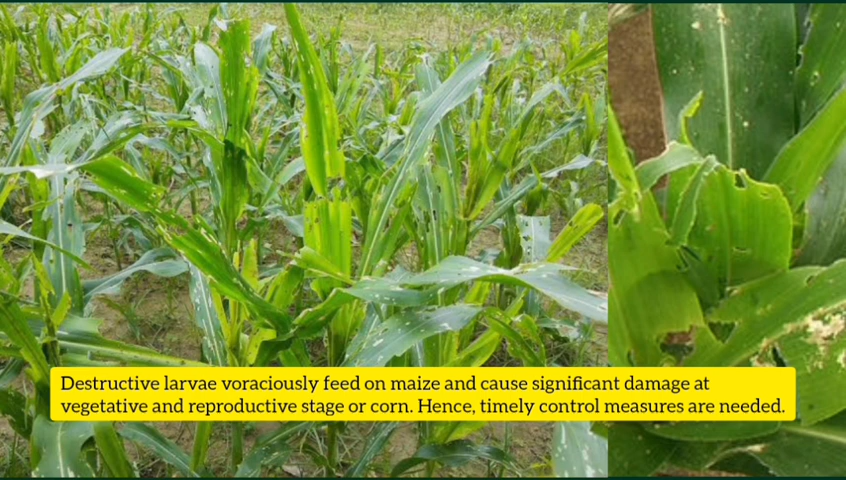 Destructive larvae voraciously feed on maize and cause significant damage at
vegetative and reproductive stage or corn. Hence, timely control measures are needed.